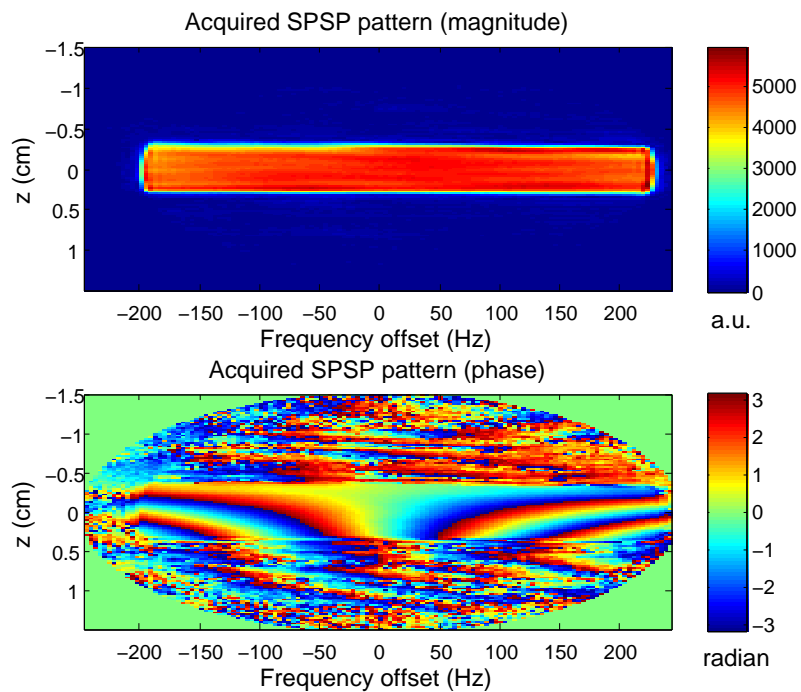 Acquired SPSP pattern (magnitude)
z (cm)
−1.5
−1
−0.5
0
0.5
1
−200 −150 −100 −50 0 50 100 150 200
Frequency offset (Hz)
5000
4000
3000
2000
1000
0
a.u.
Acquired SPSP pattern (phase)
z (cm)
−1.5
−1
−0.5
0
0.5
1
−200 −150 −100 −50 0 50 100 150 200
Frequency offset (Hz)
3
2
1
0
−1
−2
−3
radian